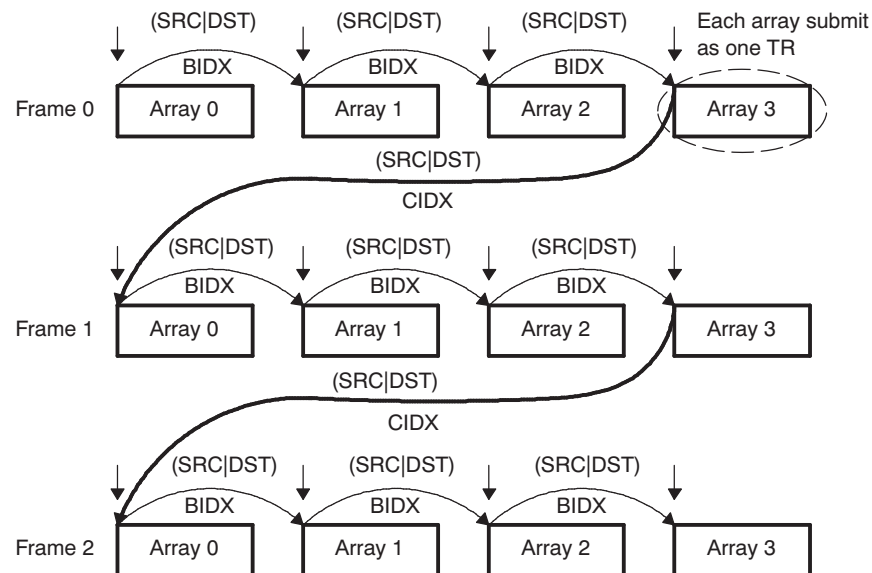 (SRC|DST) (SRC|DST) (SRC|DST) Each array submit
as one TR
BIDX BIDX BIDX
Frame 0 Array 0 Array 1 Array 2 Array 3
(SRC|DST)
CIDX
(SRC|DST) (SRC|DST) (SRC|DST)
BIDX BIDX BIDX
Frame 1 Array 0 Array 1 Array 2 Array 3
(SRC|DST)
CIDX
(SRC|DST) (SRC|DST) (SRC|DST)
BIDX BIDX BIDX
Frame 2 Array 0 Array 1 Array 2 Array 3